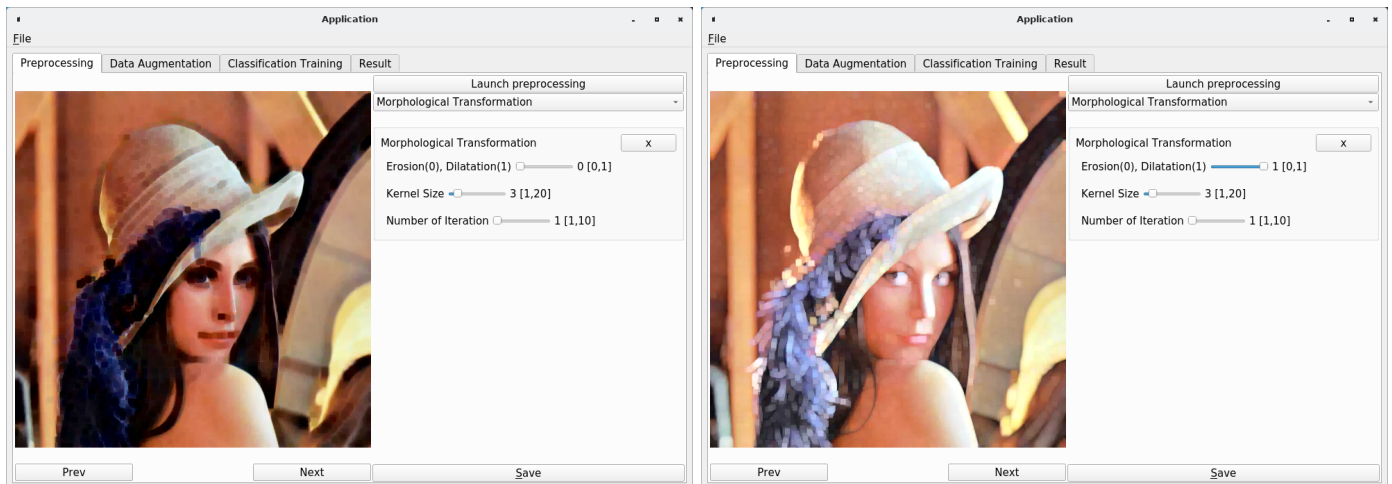 Application
File
Preprocessing Data Augmentation Classification Training Result
Launch preprocessing
Morphological Transformation
Morphological Transformation x
Erosion(0), Dilatation(1) 0 [0,1]
Kernel Size 3 [1,20]
Number of Iteration 1 [1,10]
Prev Next Save
Application
File
Preprocessing Data Augmentation Classification Training Result
Launch preprocessing
Morphological Transformation
Morphological Transformation x
Erosion(0), Dilatation(1) 1 [0,1]
Kernel Size 3 [1,20]
Number of Iteration 1 [1,10]
Prev Next Save